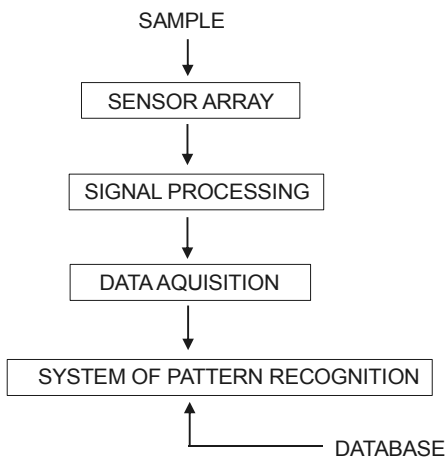 SAMPLE
SENSOR ARRAY
SIGNAL PROCESSING
DATA AQUISITION
SYSTEM OF PATTERN RECOGNITION
DATABASE